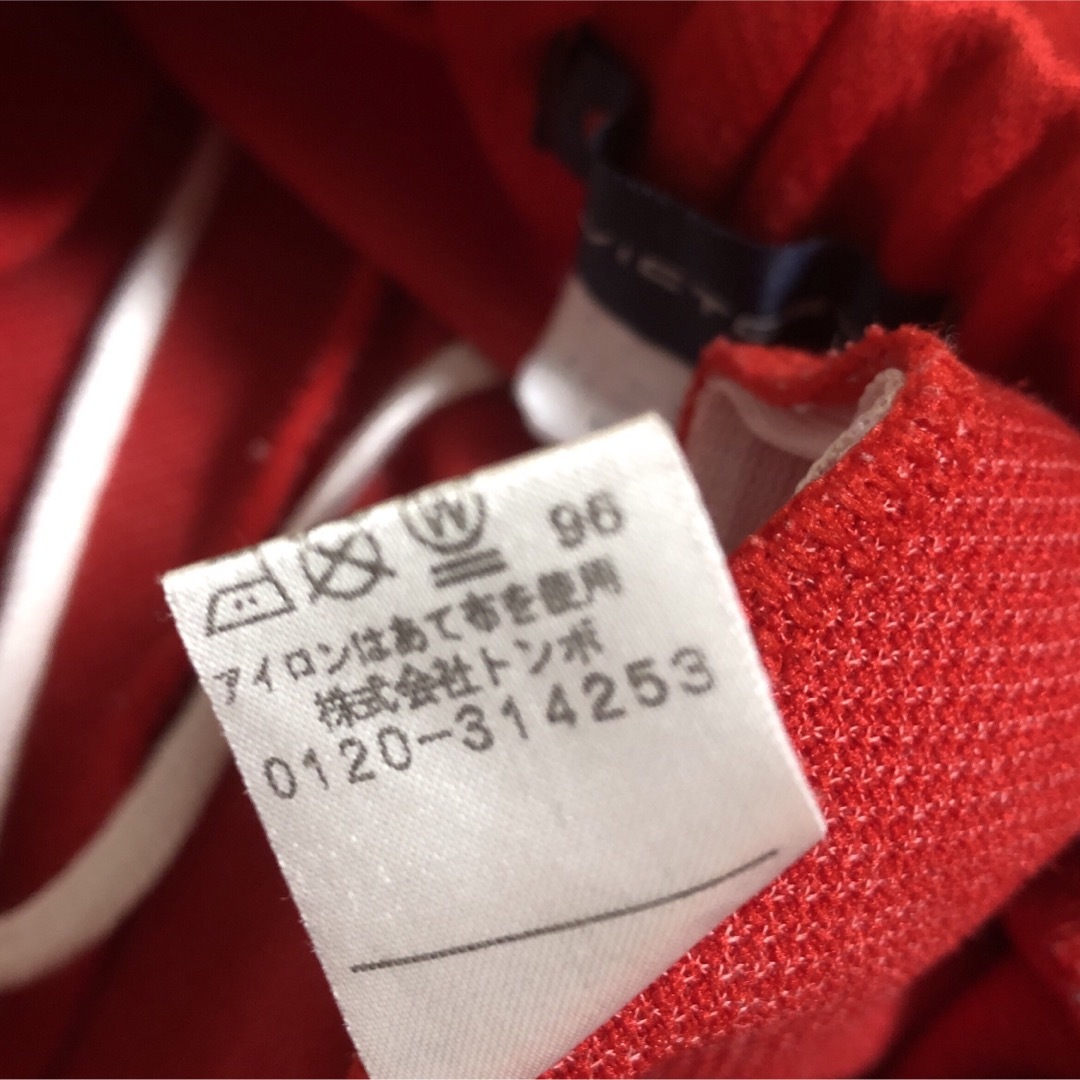 VICTO
W 96
アイロンはあて布を使用
株式会社トンボ
0120-314253